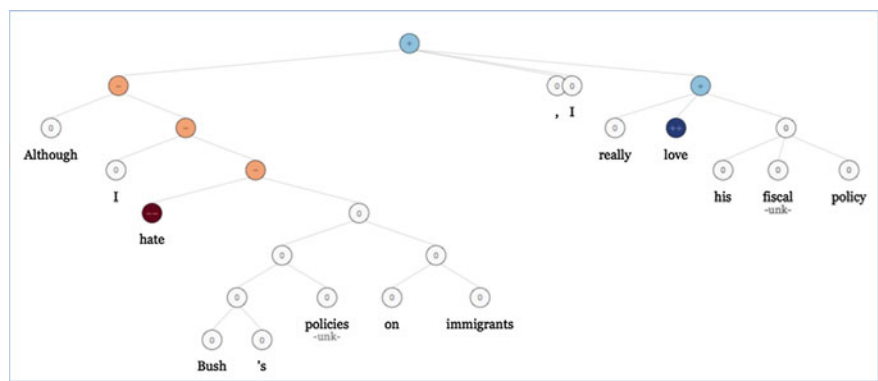 +
− 0 0 +
0 − 0 ++ 0
Although , I really love
0 − 0 0 0
I his fiscal policy
-unk-
−− 0
hate
0 0
0 0 0 0
policies on immigrants
-unk-
0 0
Bush 's